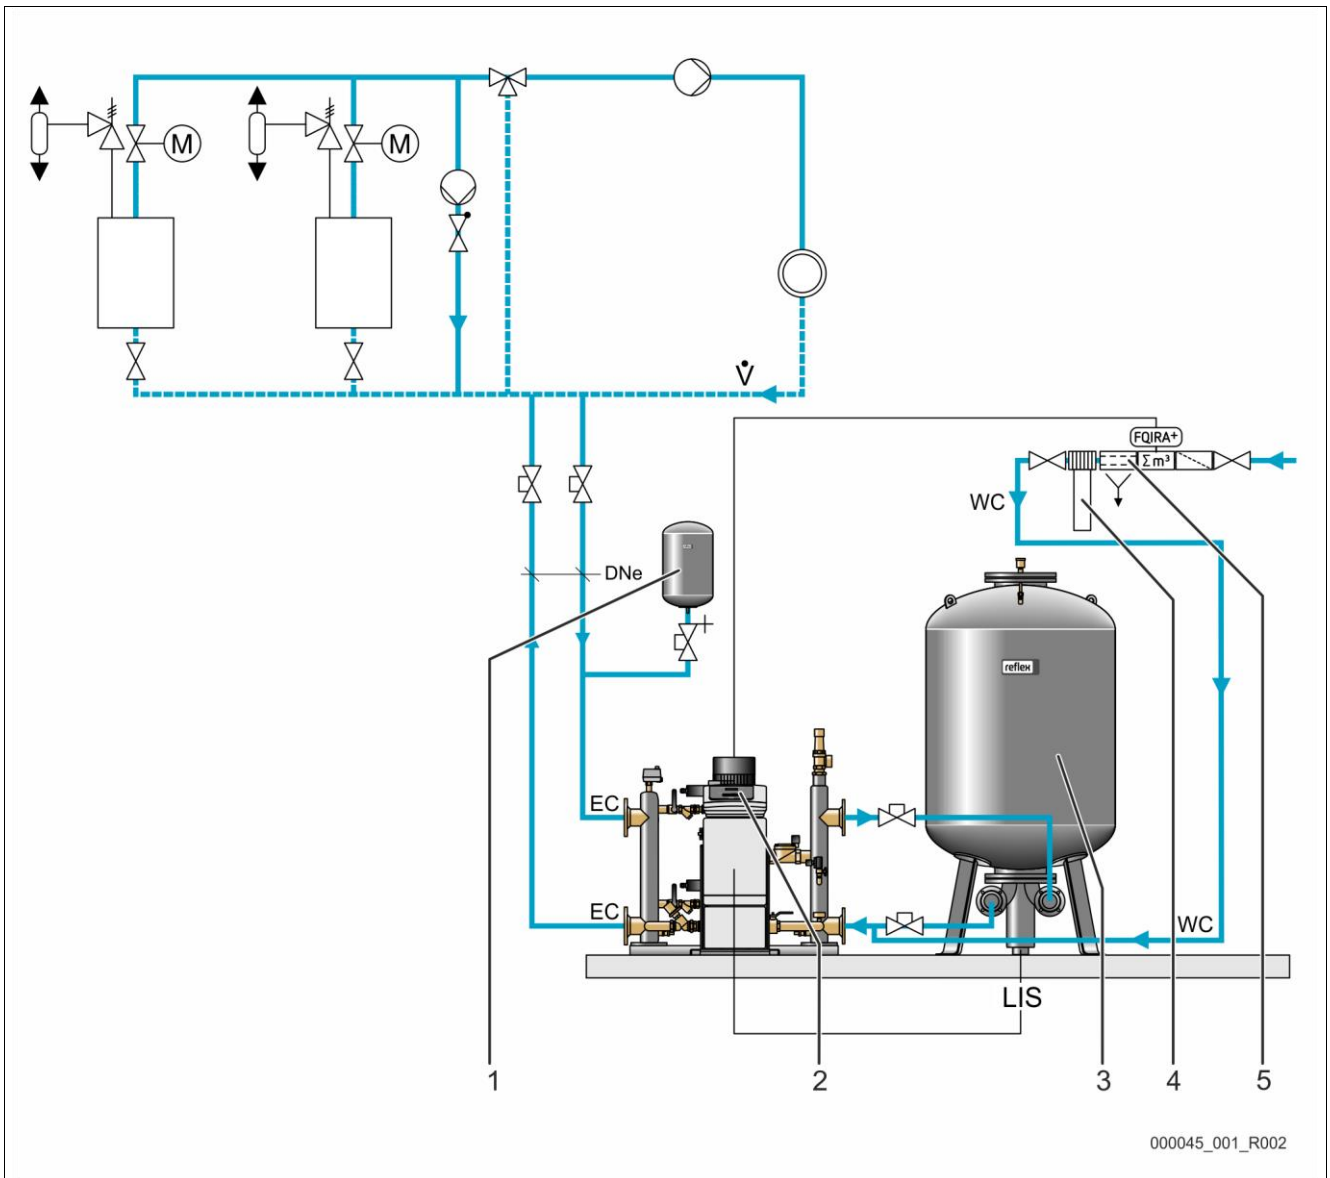 M
M
V̇
FQIRA+
Σm³
WC
DNe
reflex
EC
EC
WC
LIS
1
2
3
4
5
000045_001_R002